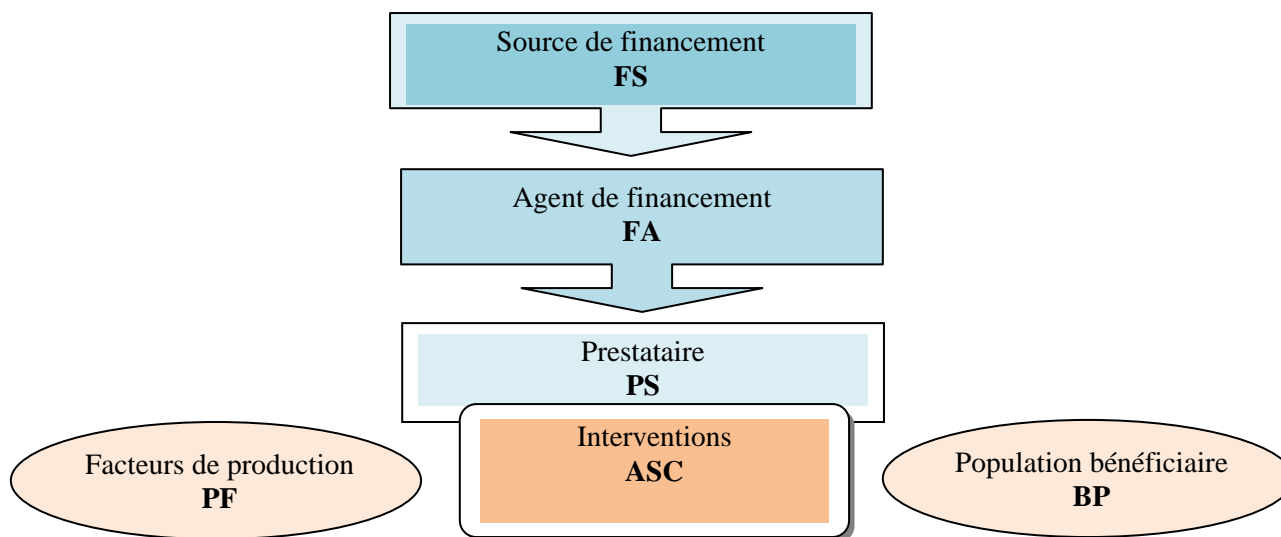 Source de financement
FS
Agent de financement
FA
Prestataire
PS
Interventions
ASC
Facteurs de production
PF
Population bénéficiaire
BP